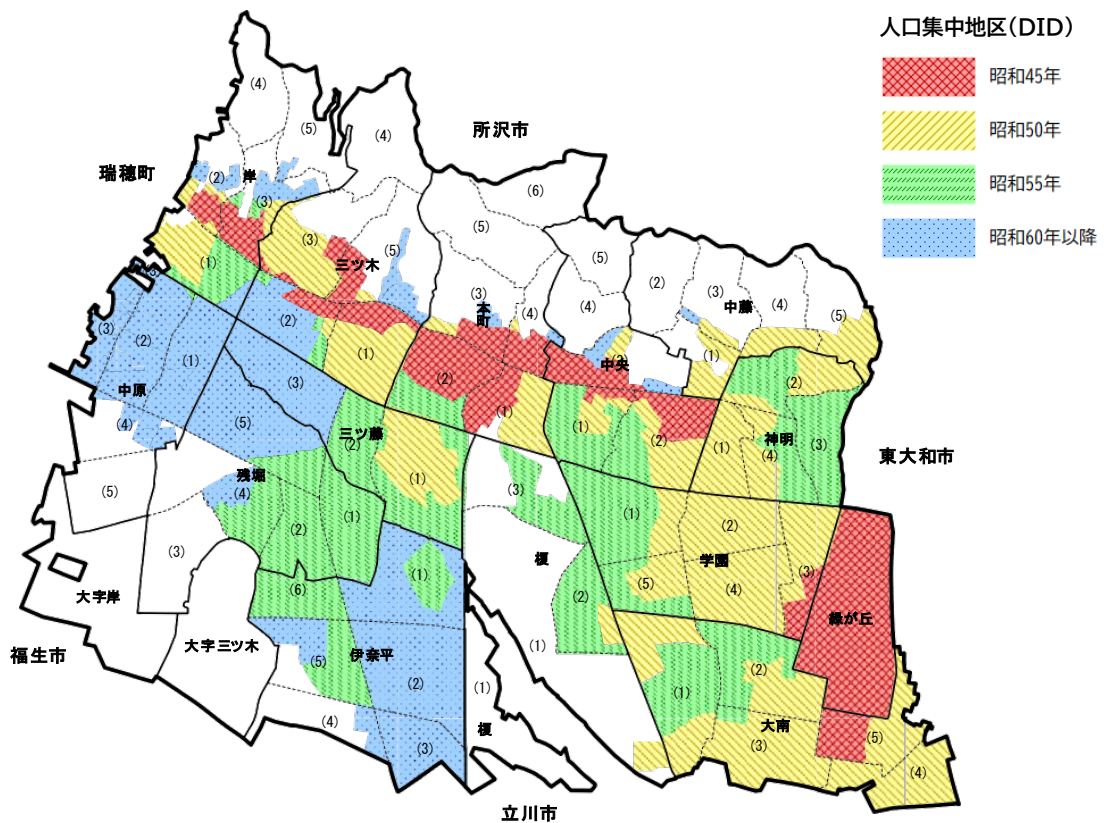 人口集中地区(DID)
昭和45年
昭和50年
昭和55年
昭和60年以降
所沢市
瑞穂町
東大和市
福生市
立川市
(4)
(5)
(4)
(2)
岸
(3)
(6)
(5)
(3)
(5)
三ツ木
(1)
(5)
(2)
(3)
中藤
(4)
(5)
(3)
本町
(4)
(4)
(3)
(2)
(1)
(2)
(1)
(2)
中央
(3)
(1)
(2)
中原
(4)
(3)
(5)
(1)
(1)
(2)
(1)
神明
(4)
(3)
三ツ藤
(2)
(1)
残堀
(4)
(5)
(3)
(1)
(2)
(1)
(2)
学園
(3)
(3)
榎
(1)
(5)
(4)
(6)
(2)
大字岸
大字三ツ木
緑が丘
(5)
伊奈平
(1)
(2)
(2)
(1)
(1)
(4)
榎
大南
(5)
(3)
(3)
(4)